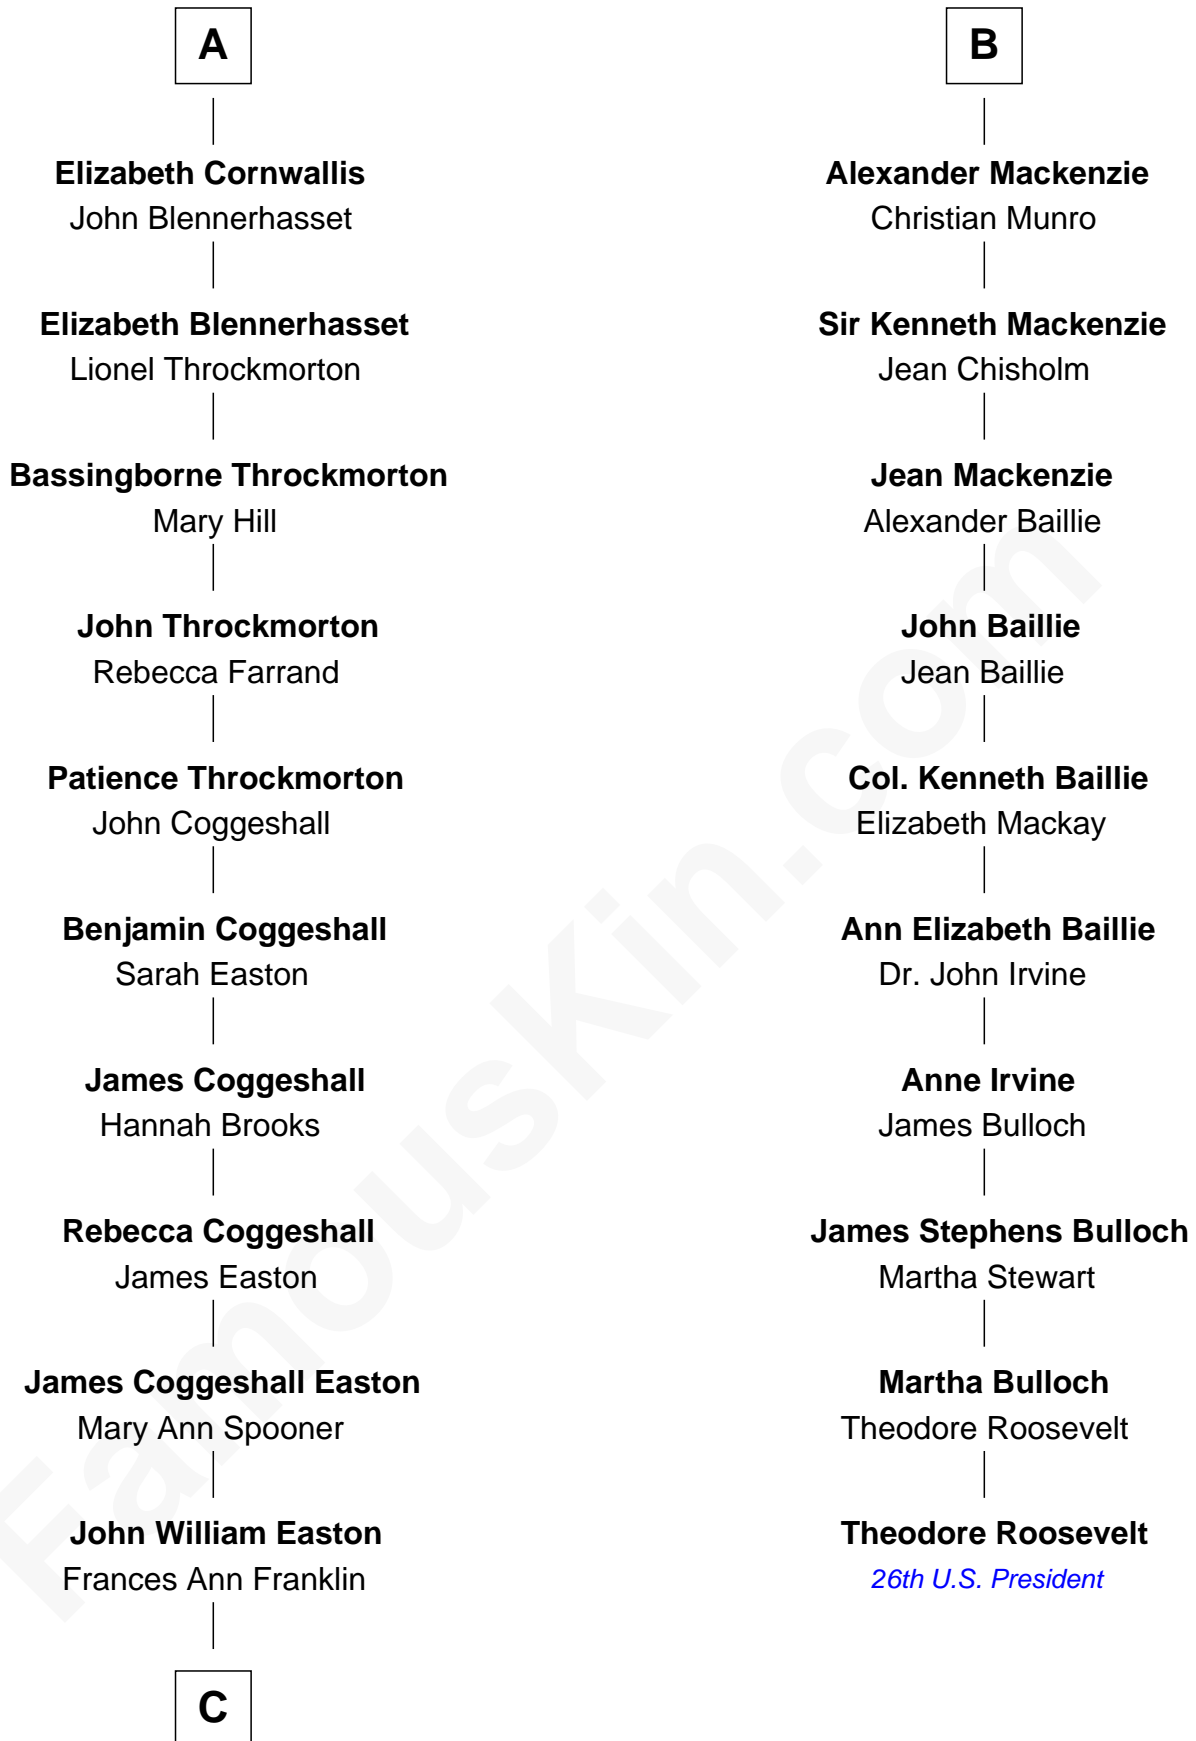 A
Elizabeth Cornwallis
John Blennerhasset
Elizabeth Blennerhasset
Lionel Throckmorton
Bassingborne Throckmorton
Mary Hill
John Throckmorton
Rebecca Farrand
Patience Throckmorton
John Coggeshall
Benjamin Coggeshall
Sarah Easton
James Coggeshall
Hannah Brooks
Rebecca Coggeshall
James Easton
James Coggeshall Easton
Mary Ann Spooner
John William Easton
Frances Ann Franklin
C
B
Alexander Mackenzie
Christian Munro
Sir Kenneth Mackenzie
Jean Chisholm
Jean Mackenzie
Alexander Baillie
John Baillie
Jean Baillie
Col. Kenneth Baillie
Elizabeth Mackay
Ann Elizabeth Baillie
Dr. John Irvine
Anne Irvine
James Bulloch
James Stephens Bulloch
Martha Stewart
Martha Bulloch
Theodore Roosevelt
Theodore Roosevelt
26th U.S. President
FamousKin.com